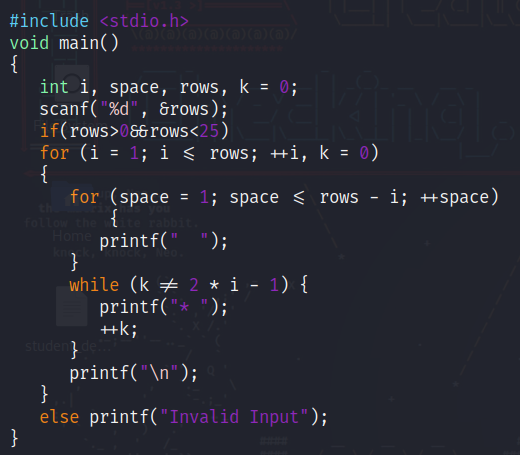 #include <stdio.h>
void main()
{
int i, space, rows, k = 0;
scanf("%d", &rows);
if(rows>0&&rows<25)
for (i = 1; i <= rows; ++i, k = 0)
{
for (space = 1; space <= rows - i; ++space)
{
printf("  ");
}
while (k != 2 * i - 1) {
printf("* ");
++k;
}
printf("\n");
}
else printf("Invalid Input");
}